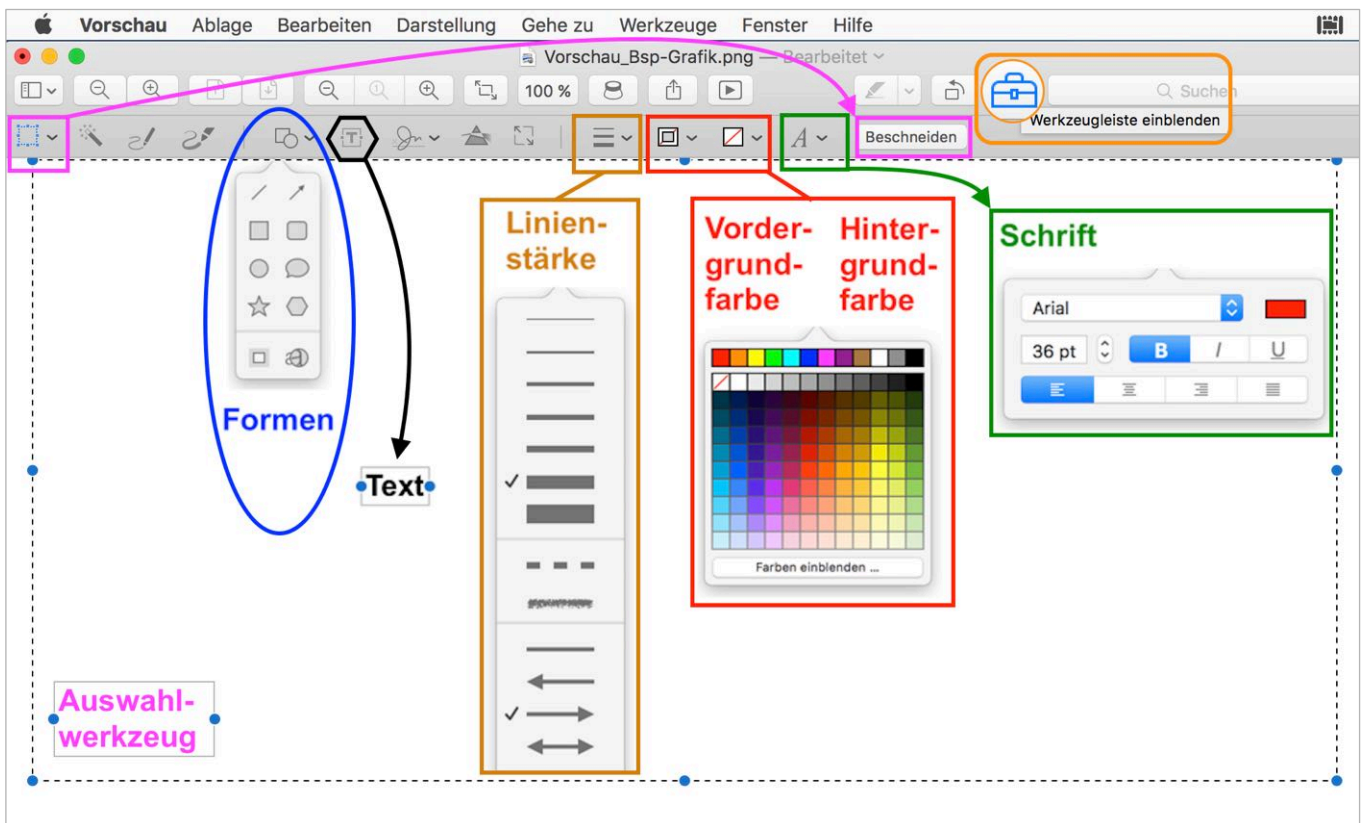 Vorschau Ablage Bearbeiten Darstellung Gehe zu Werkzeuge Fenster Hilfe
Vorschau_Bsp-Grafik.png — Bearbeitet
100 %
Suchen
Werkzeugleiste einblenden
T
A
Beschneiden
Linien-
stärke
Vorder-
grund-
farbe
Hinter-
grund-
farbe
Schrift
Arial
36 pt
B I U
Formen
Text
Farben einblenden ...
Auswahl-
werkzeug